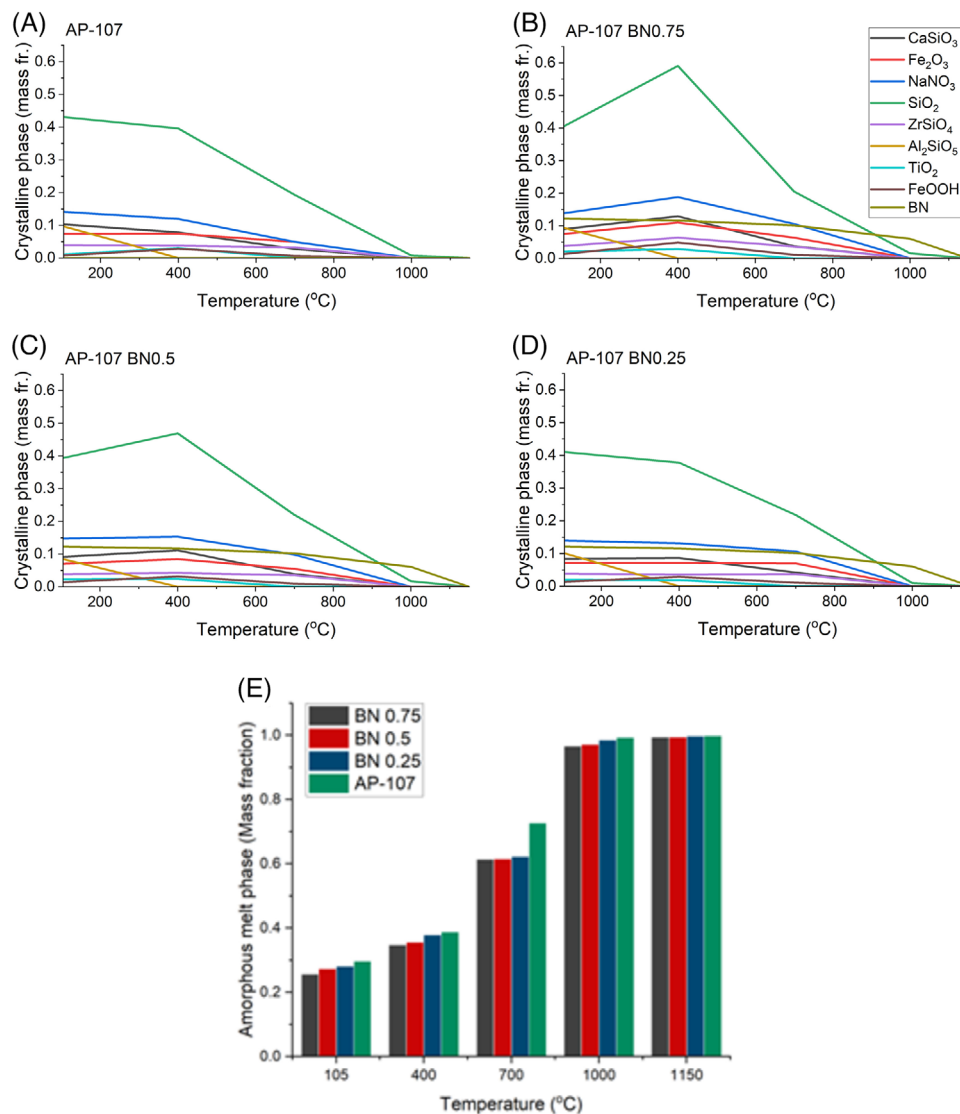 (A)
AP-107
Crystalline phase (mass fr.)
0.6
0.5
0.4
0.3
0.2
0.1
0.0
200 400 600 800 1000
Temperature (°C)
(B)
AP-107 BN0.75
Crystalline phase (mass fr.)
0.6
0.5
0.4
0.3
0.2
0.1
0.0
200 400 600 800 1000
Temperature (°C)
CaSiO₃
Fe₂O₃
NaNO₃
SiO₂
ZrSiO₄
Al₂SiO₅
TiO₂
FeOOH
BN
(C)
AP-107 BN0.5
Crystalline phase (mass fr.)
0.6
0.5
0.4
0.3
0.2
0.1
0.0
200 400 600 800 1000
Temperature (°C)
(D)
AP-107 BN0.25
Crystalline phase (mass fr.)
0.6
0.5
0.4
0.3
0.2
0.1
0.0
200 400 600 800 1000
Temperature (°C)
(E)
Amorphous melt phase (Mass fraction)
BN 0.75
BN 0.5
BN 0.25
AP-107
1.0
0.8
0.6
0.4
0.2
0.0
105 400 700 1000 1150
Temperature (°C)